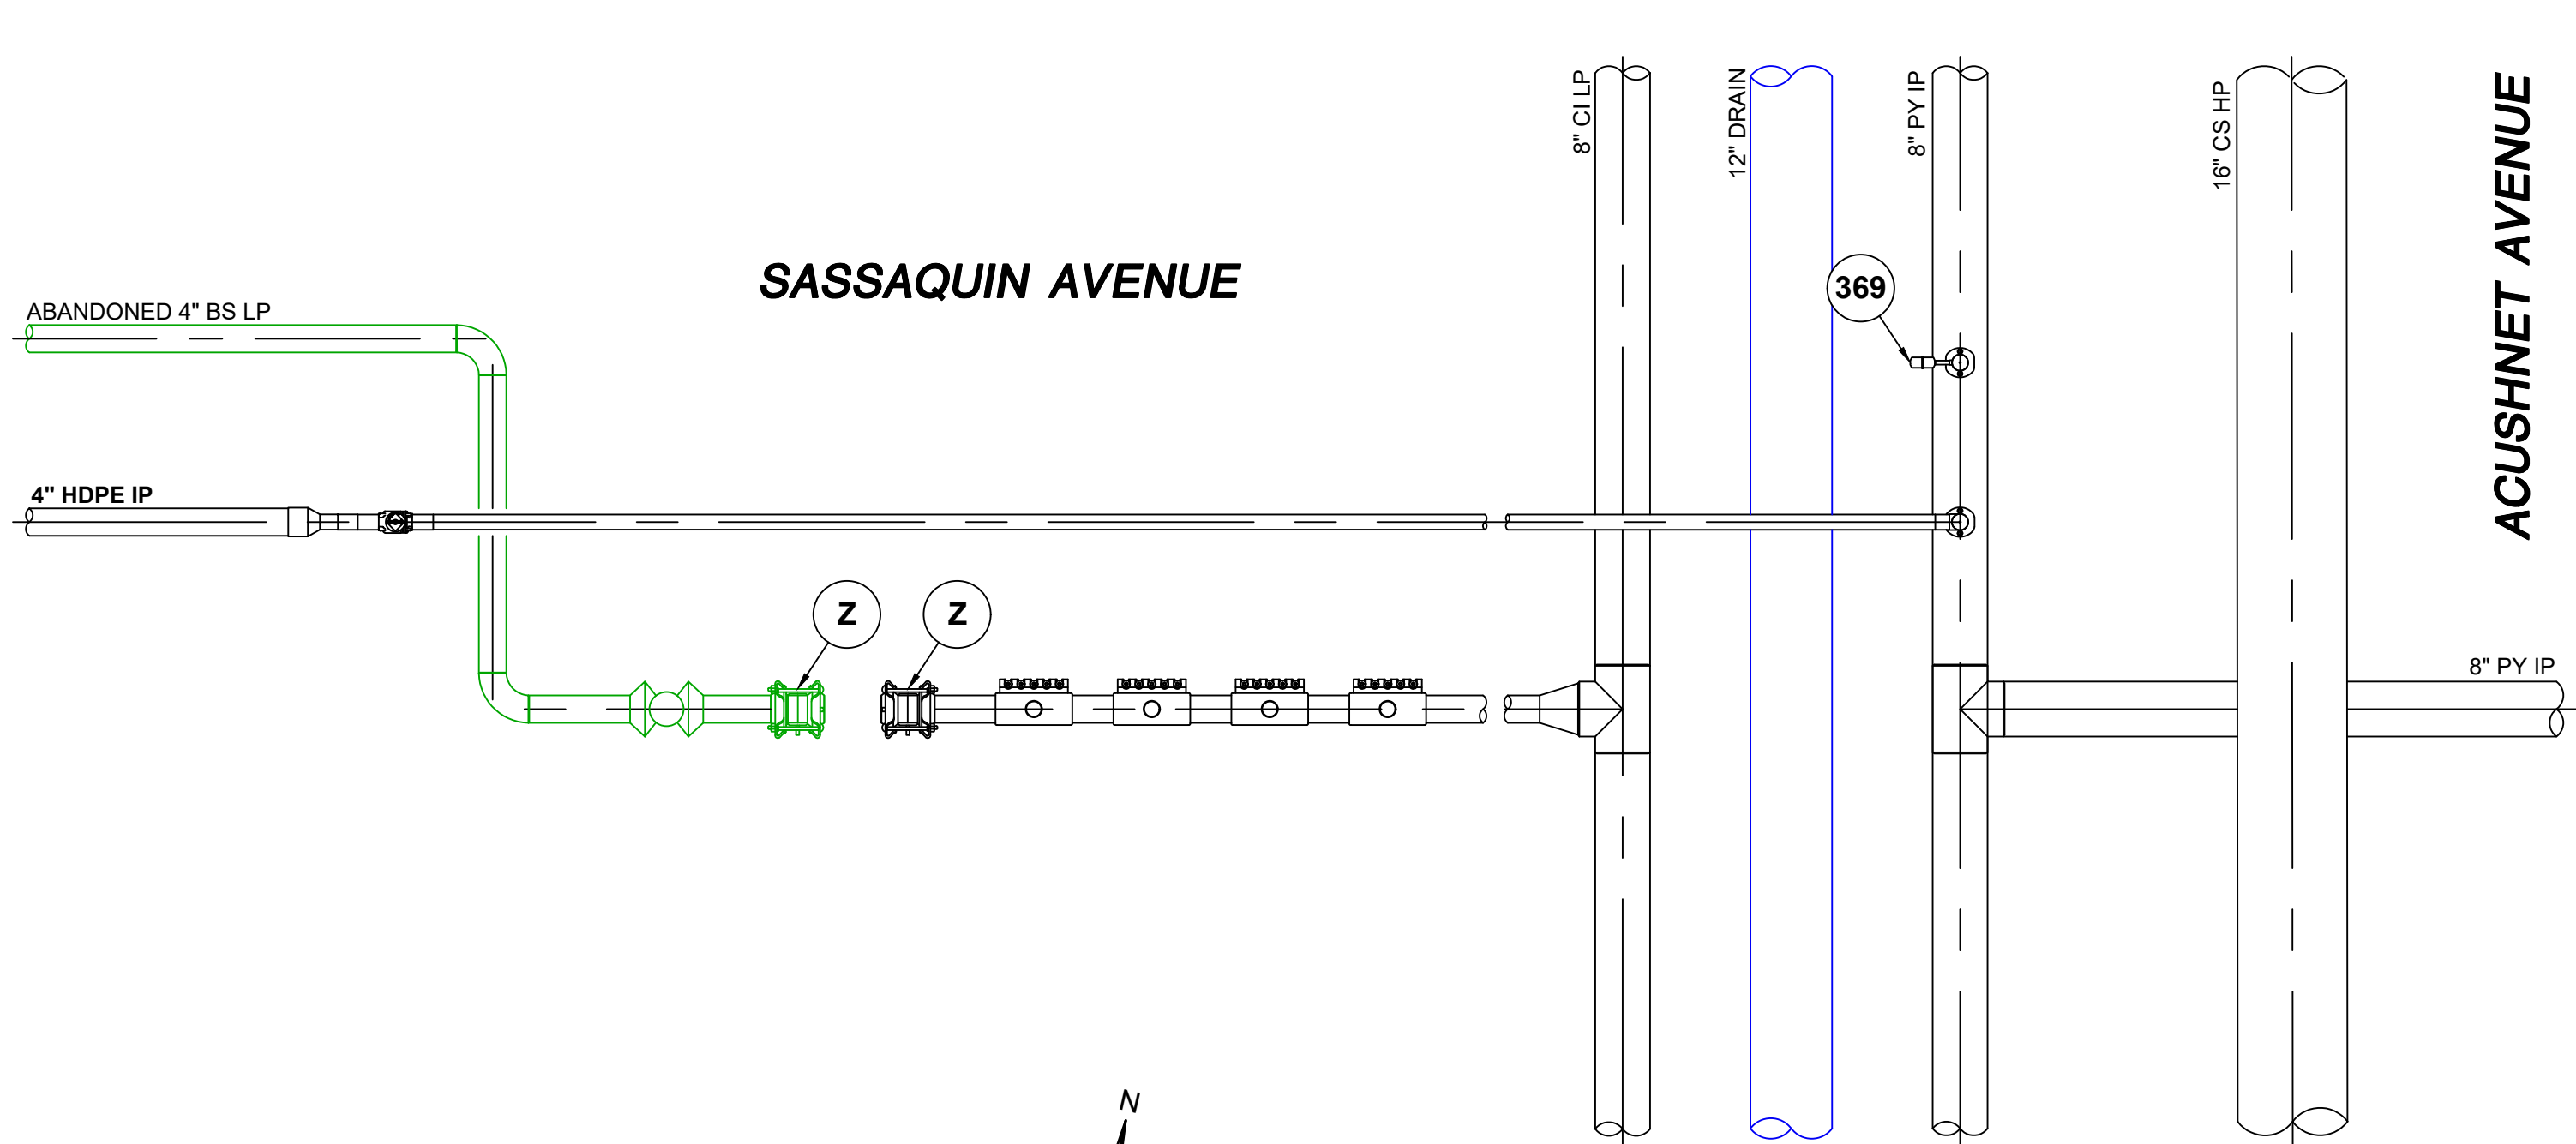 8" CI LP
12" DRAIN
8" PY IP
16" CS HP
ACUSHNET AVENUE
SASSAQUIN AVENUE
369
ABANDONED 4" BS LP
4" HDPE IP
Z
Z
8" PY IP
N